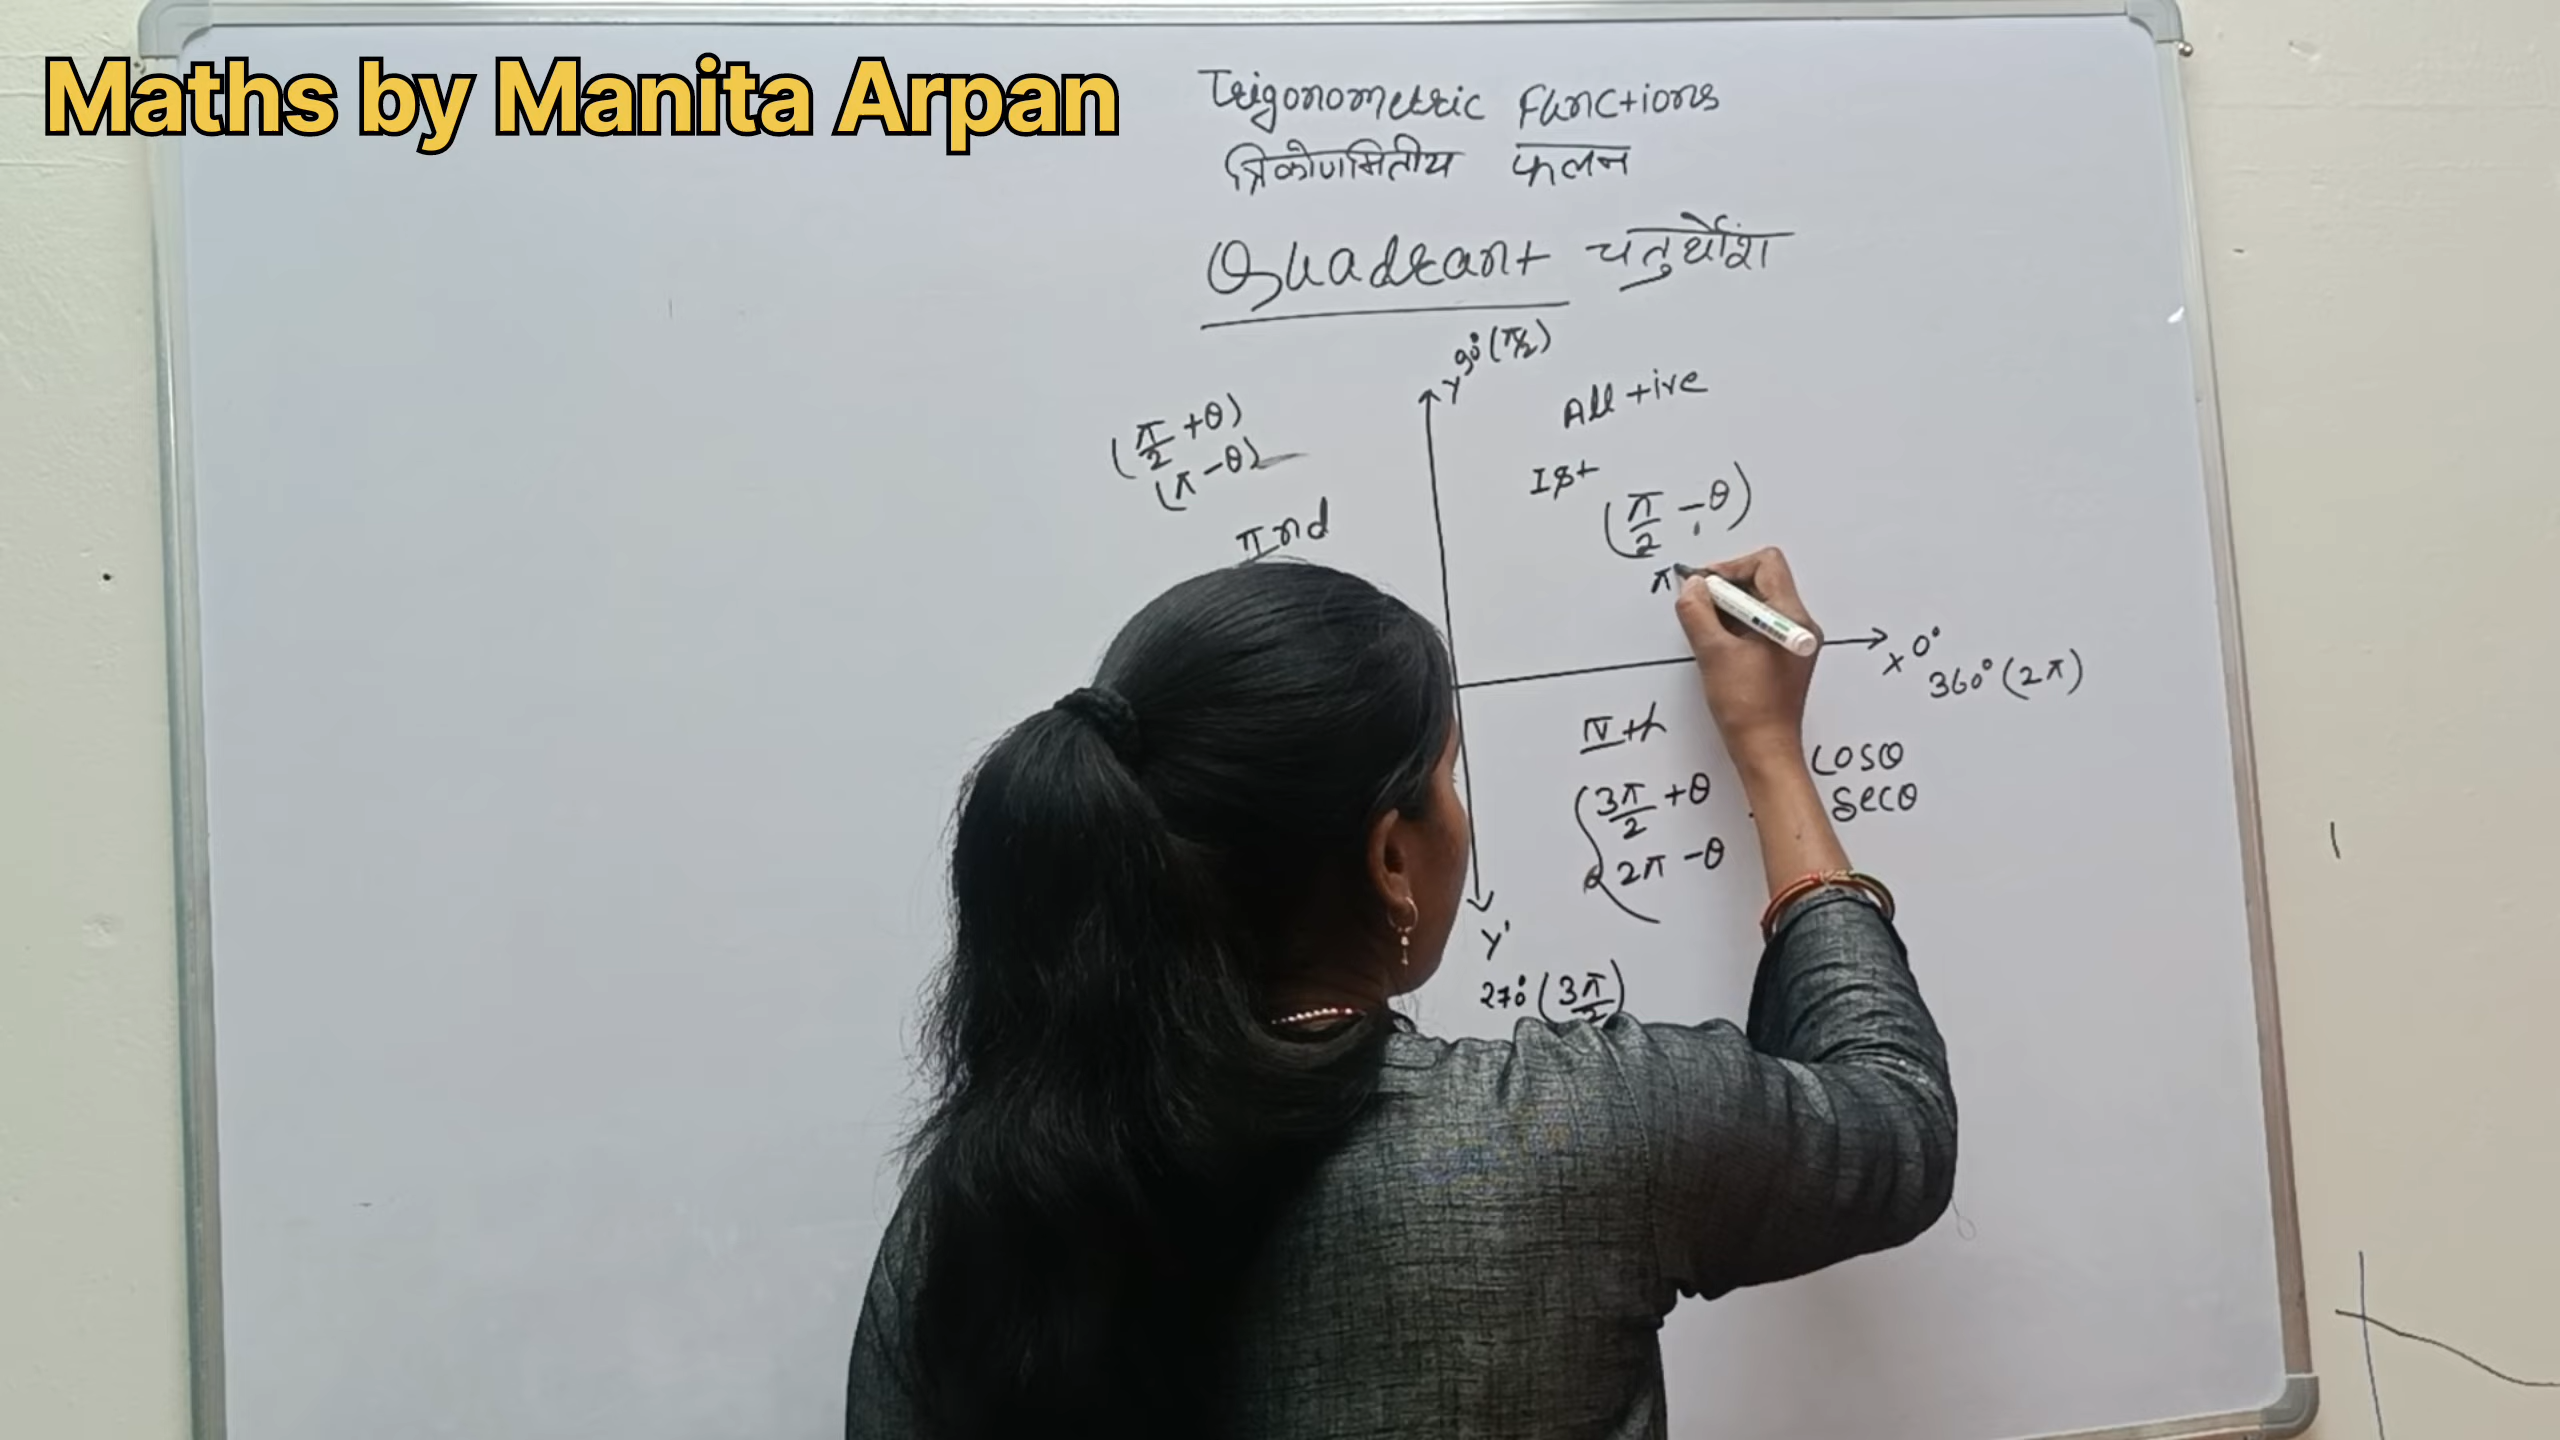 Maths by Manita Arpan
Trigonometric Functions
त्रिकोणमितीय फलन
Quadrant चतुर्थांश
Y 90° (π/2)
All +ive
(π/2 + θ)
(π - θ)
Ist
(π/2 - θ)
IInd
π
X 0°
360° (2π)
IVth
cosθ
secθ
(3π/2 + θ
2π - θ
Y'
270° (3π/2)